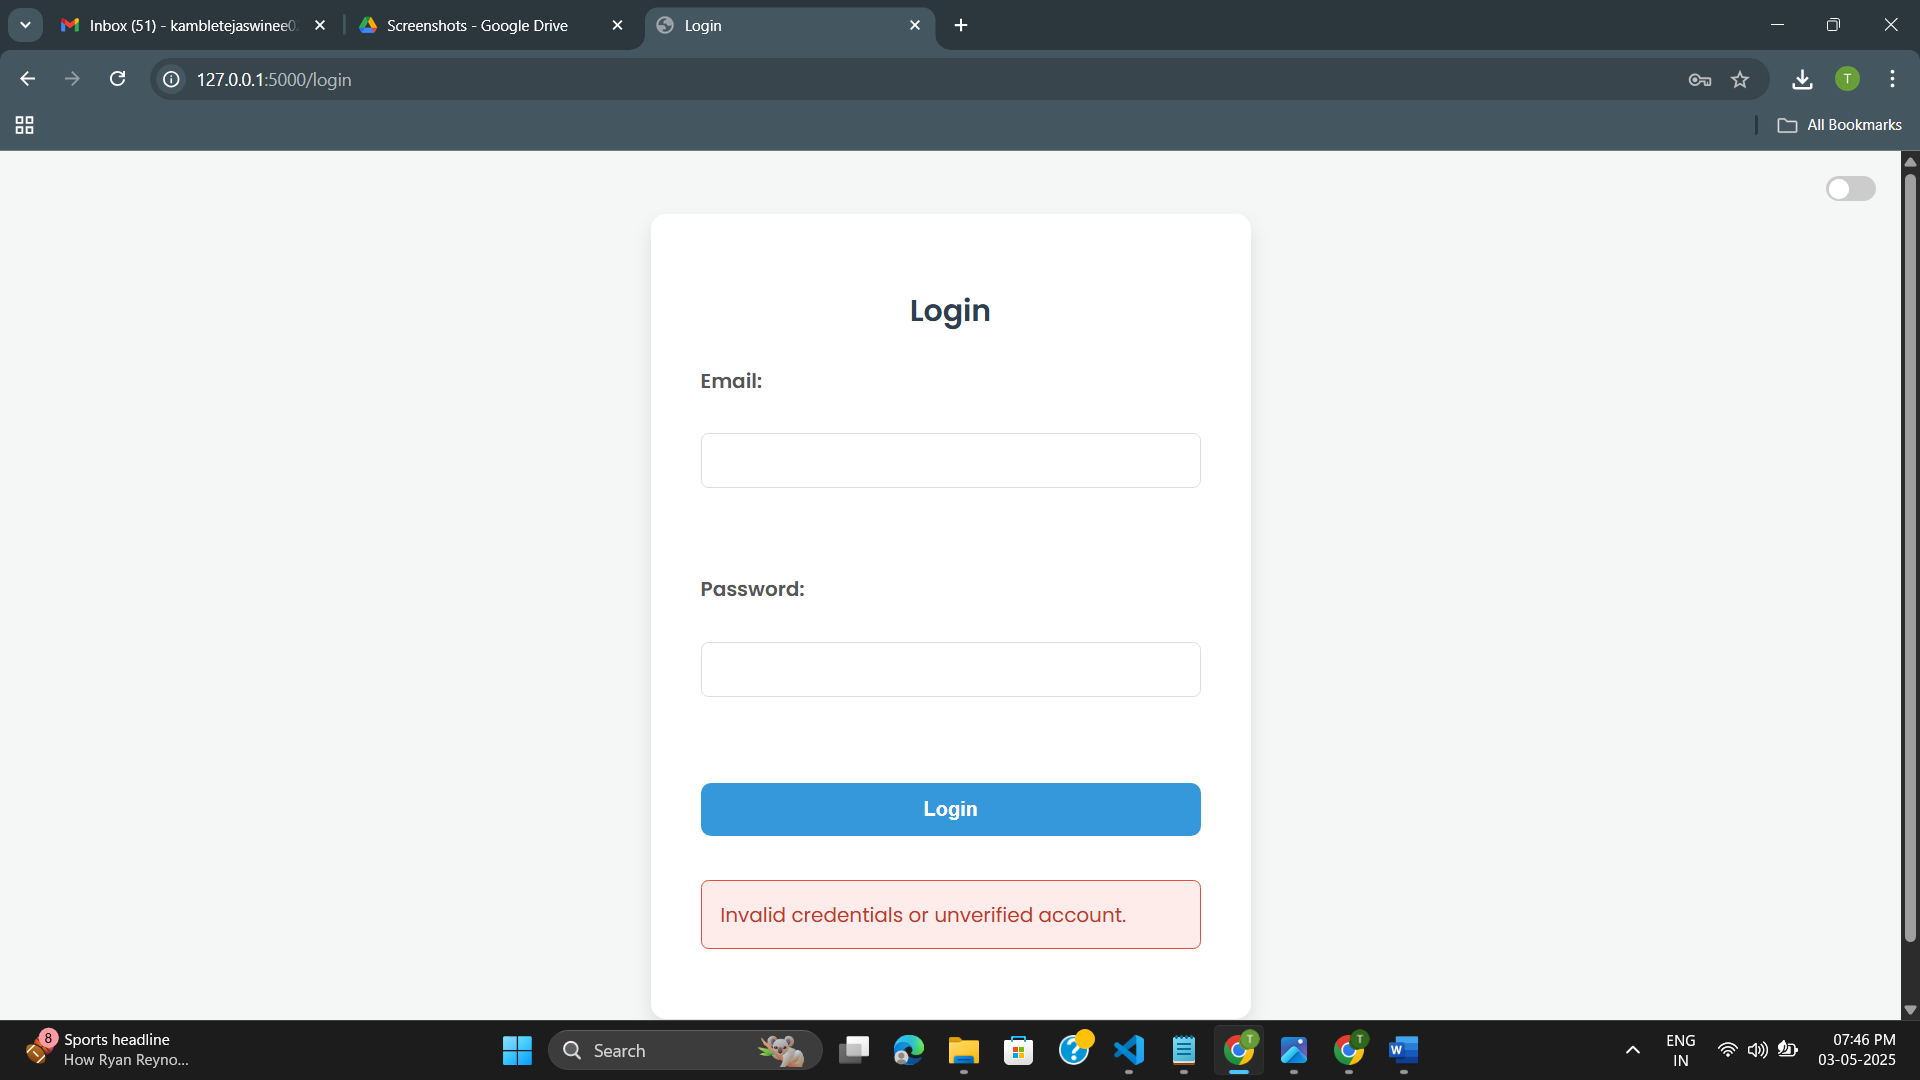 Inbox (51) - kambletejaswinee0
Screenshots - Google Drive
Login
127.0.0.1:5000/login
T
All Bookmarks
Login
Email:
Password:
Login
Invalid credentials or unverified account.
8
Sports headline
How Ryan Reyno...
Search
T
T
W
ENG
IN
07:46 PM
03-05-2025